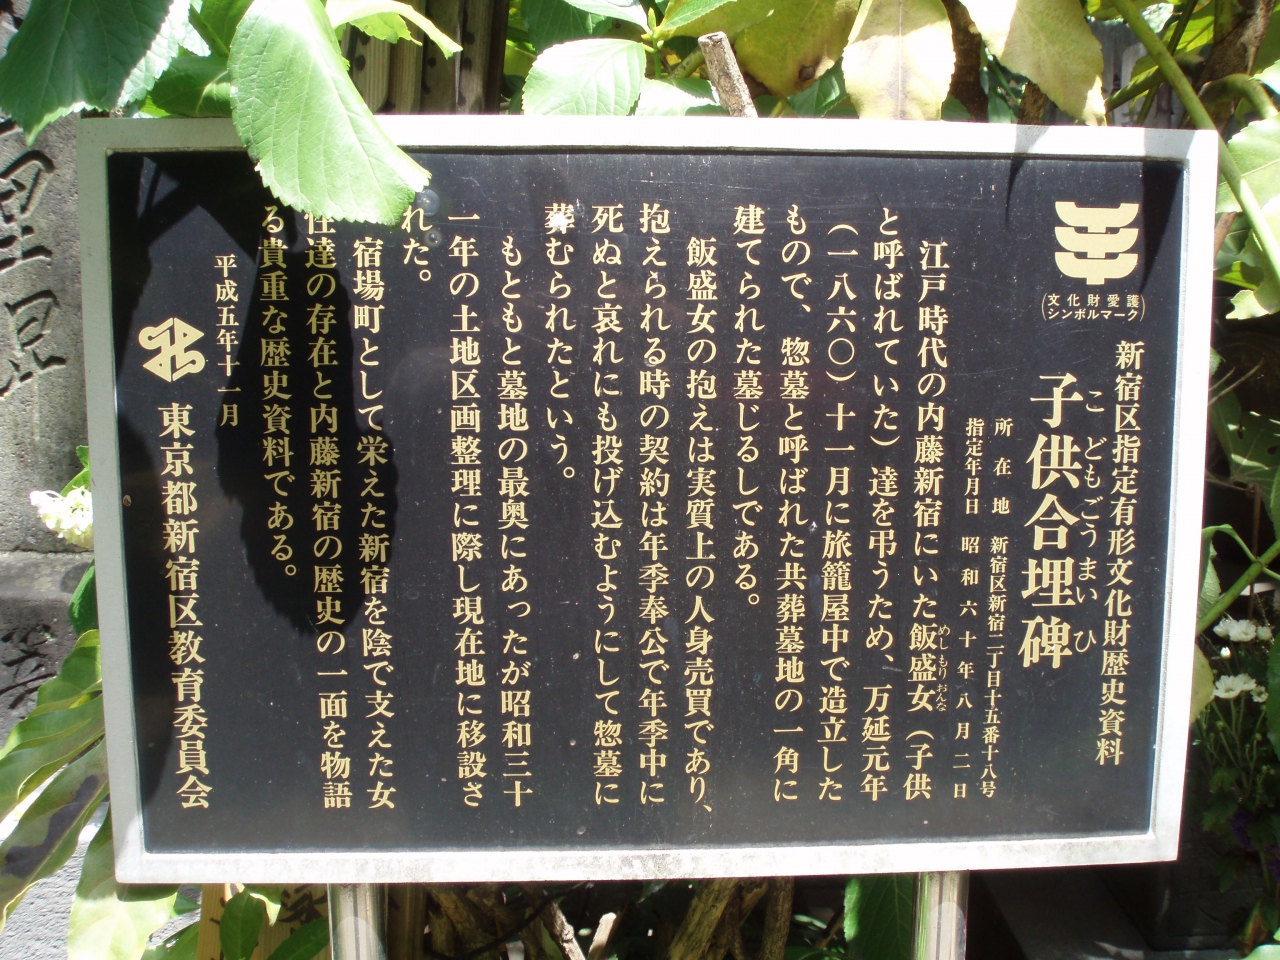 文化財愛護
シンボルマーク
新宿区指定有形文化財歴史資料
こどもごうまいひ
子供合埋碑
所在地 新宿区新宿二丁目十五番十八号
指定年月日 昭和六十年八月二日
江戸時代の内藤新宿にいた飯盛女（子供
めしもりおんな
と呼ばれていた）達を弔うため、万延元年
（一八六〇）十一月に旅籠屋中で造立した
もので、惣墓と呼ばれた共葬墓地の一角に
建てられた墓じるしである。
飯盛女の抱えは実質上の人身売買であり、
抱えられる時の契約は年季奉公で年季中に
死ぬと哀れにも投げ込むようにして惣墓に
葬むられたという。
もともと墓地の最奥にあったが昭和三十
一年の土地区画整理に際し現在地に移設さ
れた。
宿場町として栄えた新宿を陰で支えた女
性達の存在と内藤新宿の歴史の一面を物語
る貴重な歴史資料である。
平成五年十一月
東京都新宿区教育委員会
里見